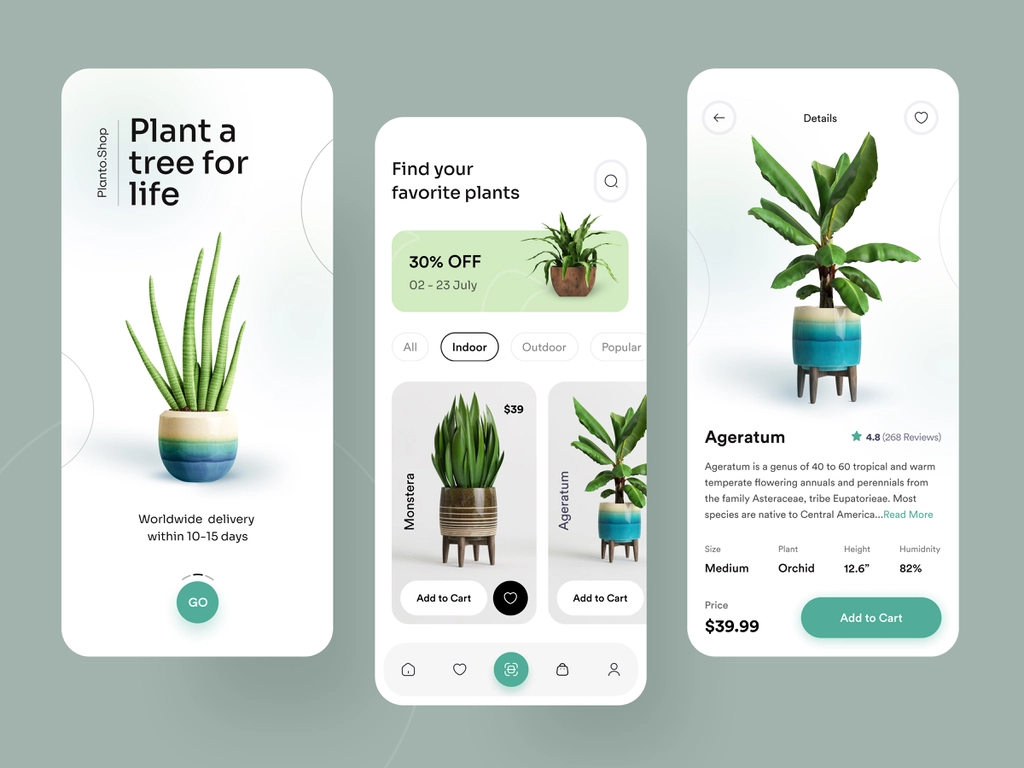 Planto.Shop
Plant a
tree for
life
Worldwide delivery
within 10-15 days
GO
Find your
favorite plants
30% OFF
02 - 23 July
All
Indoor
Outdoor
Popular
$39
Monstera
Add to Cart
Ageratum
Add to Cart
Details
Ageratum
4.8 (268 Reviews)
Ageratum is a genus of 40 to 60 tropical and warm
temperate flowering annuals and perennials from
the family Asteraceae, tribe Eupatorieae. Most
species are native to Central America...Read More
Size
Plant
Height
Humidnity
Medium
Orchid
12.6”
82%
Price
$39.99
Add to Cart